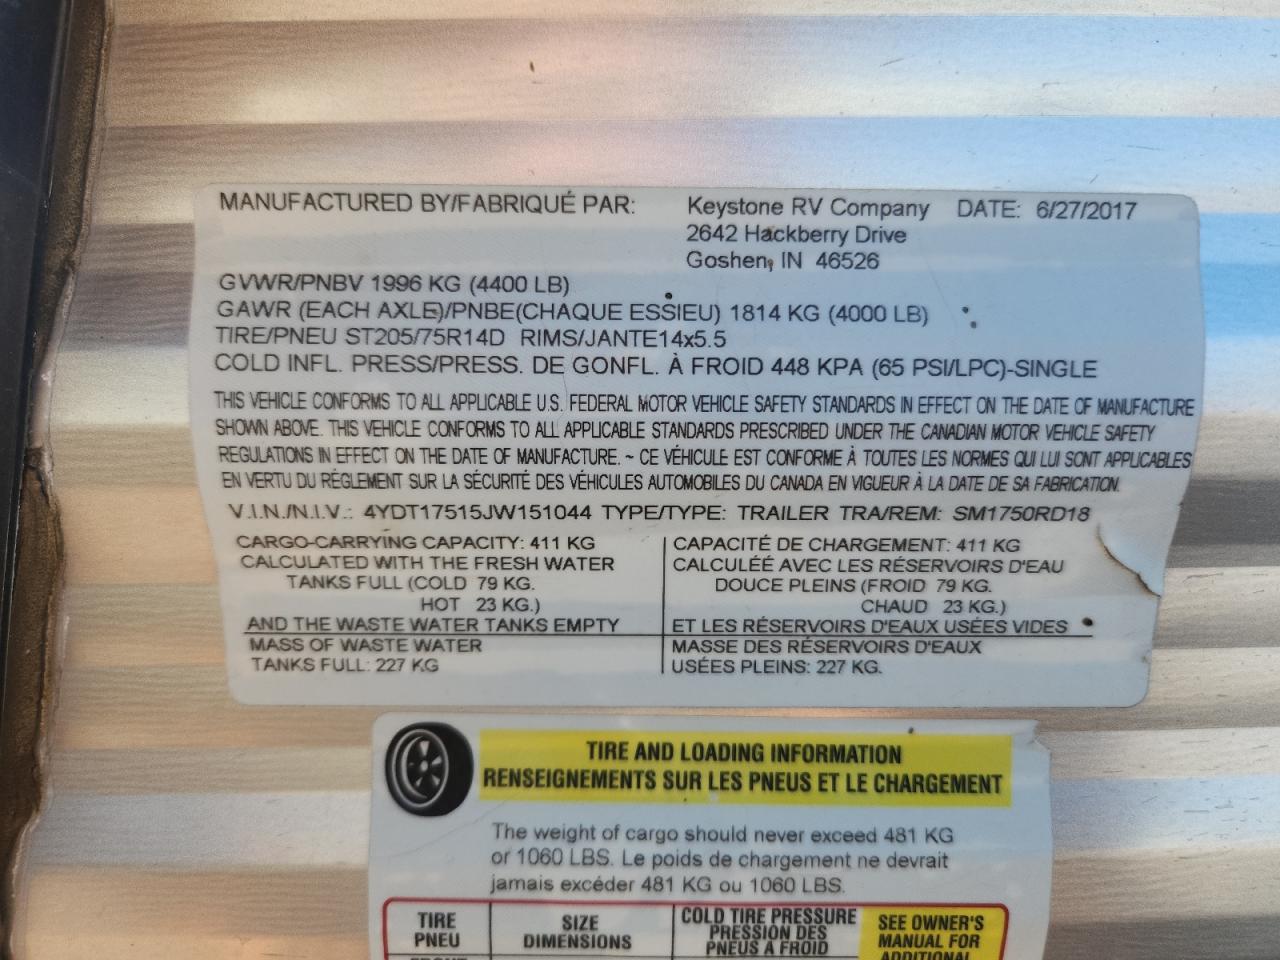 MANUFACTURED BY/FABRIQUÉ PAR: Keystone RV Company DATE: 6/27/2017
2642 Hackberry Drive
Goshen, IN 46526
GVWR/PNBV 1996 KG (4400 LB)
GAWR (EACH AXLE)/PNBE(CHAQUE ESSIEU) 1814 KG (4000 LB)
TIRE/PNEU ST205/75R14D RIMS/JANTE14x5.5
COLD INFL. PRESS/PRESS. DE GONFL. À FROID 448 KPA (65 PSI/LPC)-SINGLE
THIS VEHICLE CONFORMS TO ALL APPLICABLE U.S. FEDERAL MOTOR VEHICLE SAFETY STANDARDS IN EFFECT ON THE DATE OF MANUFACTURE
SHOWN ABOVE. THIS VEHICLE CONFORMS TO ALL APPLICABLE STANDARDS PRESCRIBED UNDER THE CANADIAN MOTOR VEHICLE SAFETY
REGULATIONS IN EFFECT ON THE DATE OF MANUFACTURE. ~ CE VÉHICULE EST CONFORME À TOUTES LES NORMES QUI LUI SONT APPLICABLES
EN VERTU DU RÉGLEMENT SUR LA SÉCURITÉ DES VÉHICULES AUTOMOBILES DU CANADA EN VIGUEUR À LA DATE DE SA FABRICATION.
V.I.N./N.I.V.: 4YDT17515JW151044 TYPE/TYPE: TRAILER TRA/REM: SM1750RD18
CARGO-CARRYING CAPACITY: 411 KG
CALCULATED WITH THE FRESH WATER
TANKS FULL (COLD 79 KG.
HOT 23 KG.)
AND THE WASTE WATER TANKS EMPTY
MASS OF WASTE WATER
TANKS FULL: 227 KG
CAPACITÉ DE CHARGEMENT: 411 KG
CALCULÉE AVEC LES RÉSERVOIRS D'EAU
DOUCE PLEINS (FROID 79 KG.
CHAUD 23 KG.)
ET LES RÉSERVOIRS D'EAUX USÉES VIDES
MASSE DES RÉSERVOIRS D'EAUX
USÉES PLEINS: 227 KG.
TIRE AND LOADING INFORMATION
RENSEIGNEMENTS SUR LES PNEUS ET LE CHARGEMENT
The weight of cargo should never exceed 481 KG
or 1060 LBS. Le poids de chargement ne devrait
jamais excéder 481 KG ou 1060 LBS.
TIRE
PNEU
SIZE
DIMENSIONS
COLD TIRE PRESSURE
PRESSION DES
PNEUS A FROID
SEE OWNER'S
MANUAL FOR
ADDITIONAL